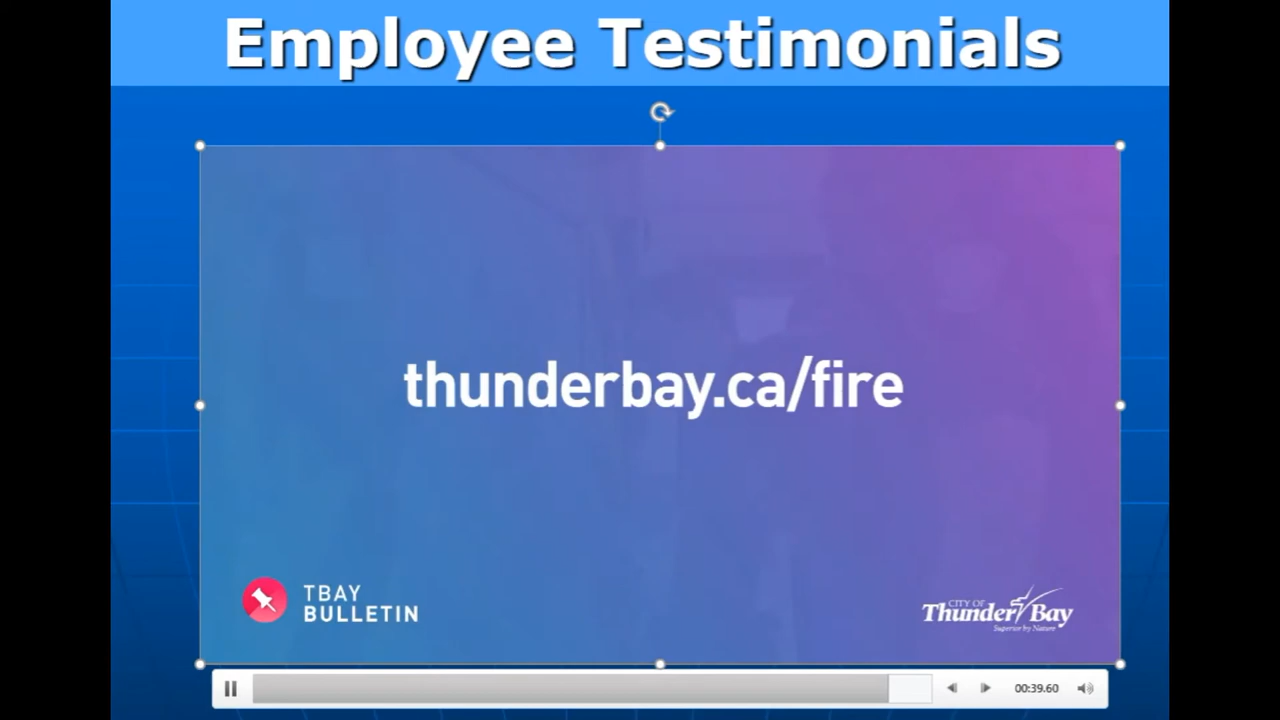 Employee Testimonials
thunderbay.ca/fire
TBAY
BULLETIN
CITY OF
Thunder Bay
Superior by Nature
00:39.60